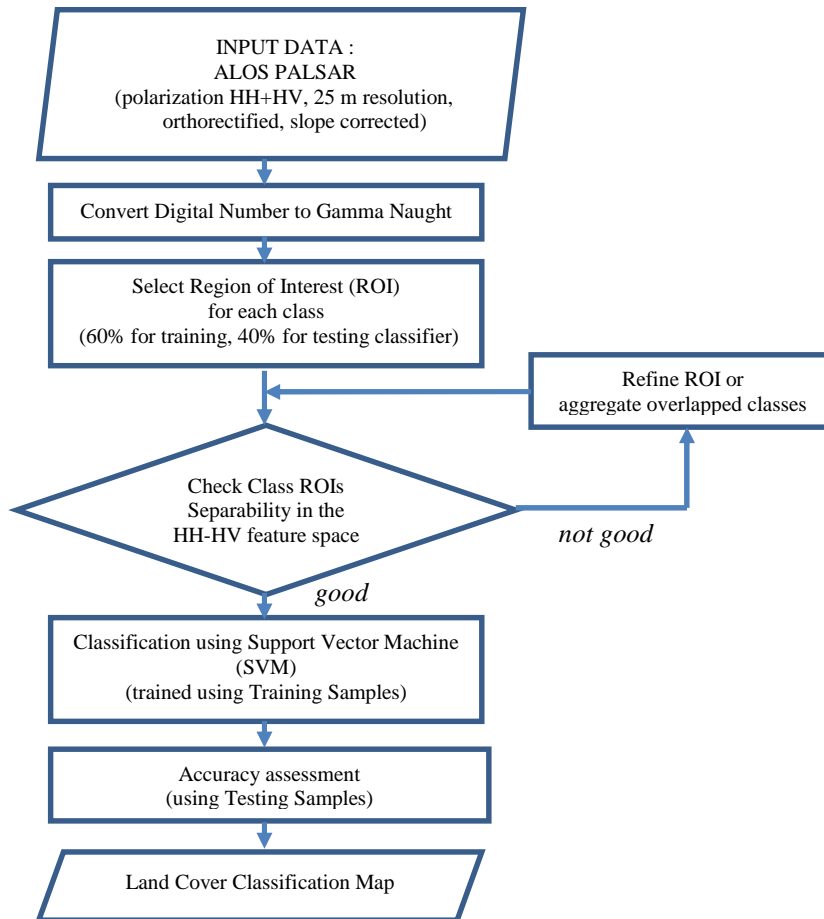 INPUT DATA :
ALOS PALSAR
(polarization HH+HV, 25 m resolution,
orthorectified, slope corrected)
Convert Digital Number to Gamma Naught
Select Region of Interest (ROI)
for each class
(60% for training, 40% for testing classifier)
Refine ROI or
aggregate overlapped classes
Check Class ROIs
Separability in the
HH-HV feature space
not good
good
Classification using Support Vector Machine
(SVM)
(trained using Training Samples)
Accuracy assessment
(using Testing Samples)
Land Cover Classification Map